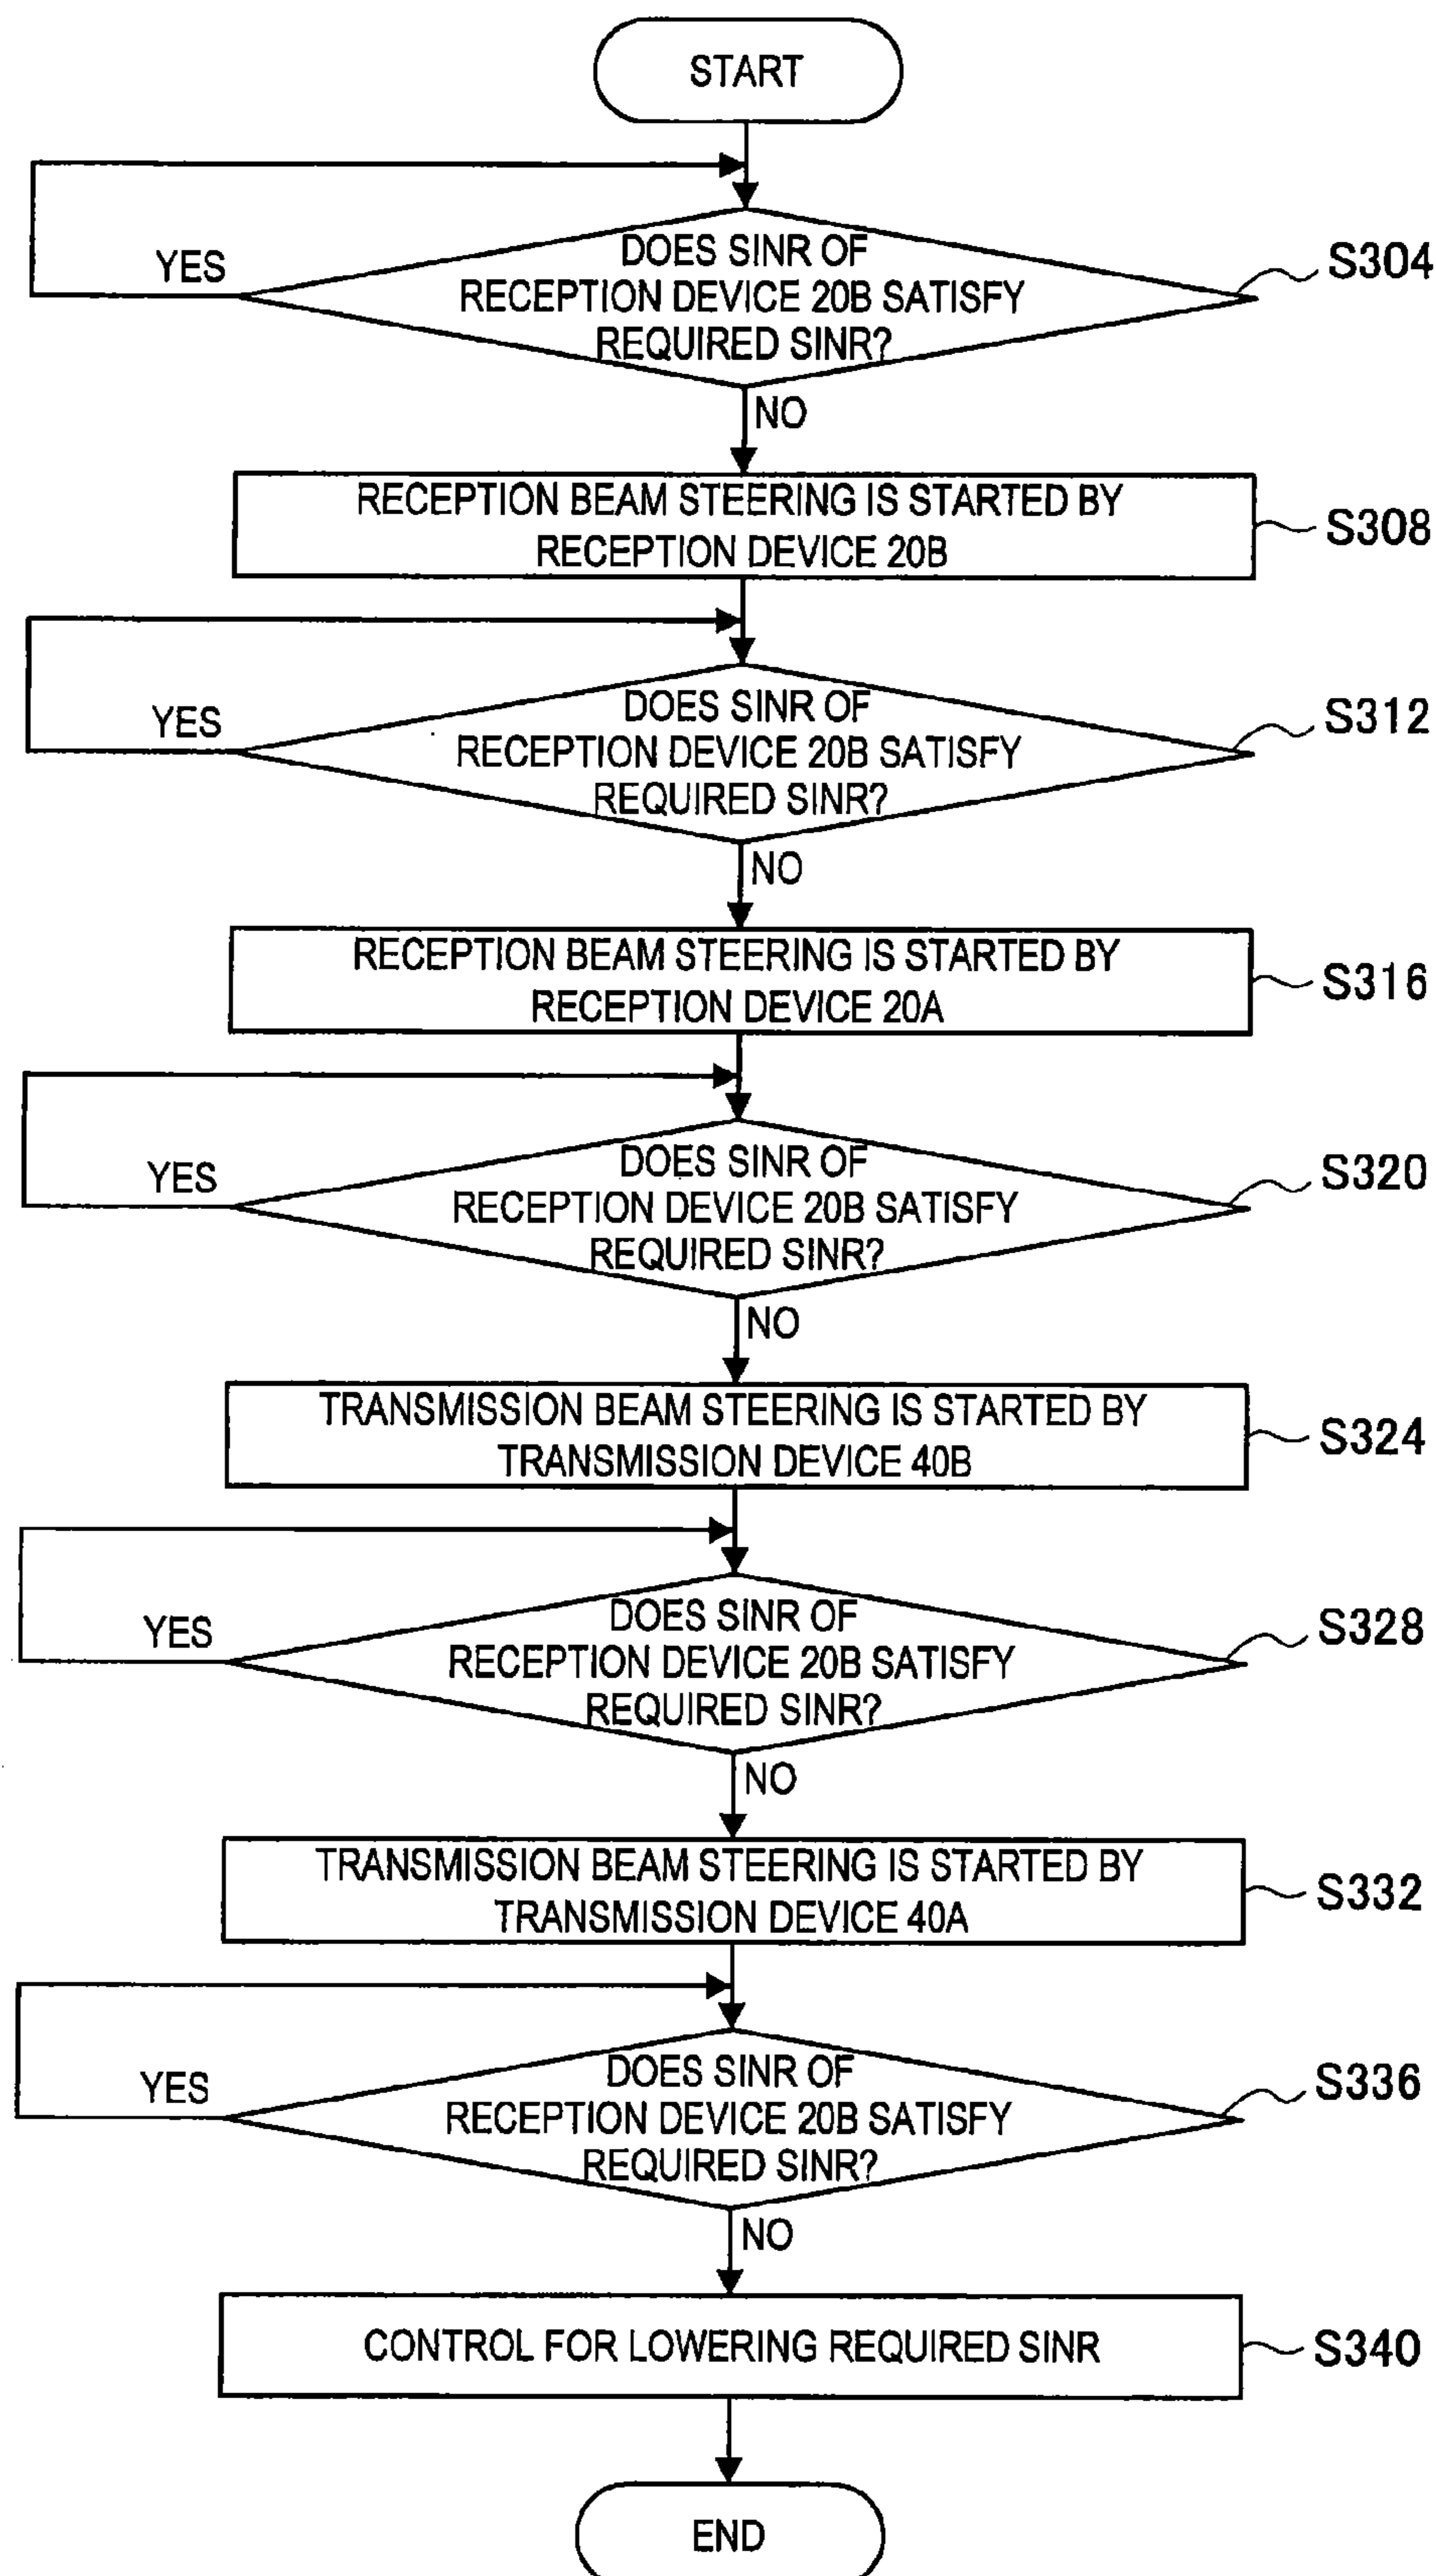 START
DOES SINR OF
RECEPTION DEVICE 20B SATISFY
REQUIRED SINR?
YES
S304
NO
RECEPTION BEAM STEERING IS STARTED BY
RECEPTION DEVICE 20B
S308
DOES SINR OF
RECEPTION DEVICE 20B SATISFY
REQUIRED SINR?
YES
S312
NO
RECEPTION BEAM STEERING IS STARTED BY
RECEPTION DEVICE 20A
S316
DOES SINR OF
RECEPTION DEVICE 20B SATISFY
REQUIRED SINR?
YES
S320
NO
TRANSMISSION BEAM STEERING IS STARTED BY
TRANSMISSION DEVICE 40B
S324
DOES SINR OF
RECEPTION DEVICE 20B SATISFY
REQUIRED SINR?
YES
S328
NO
TRANSMISSION BEAM STEERING IS STARTED BY
TRANSMISSION DEVICE 40A
S332
DOES SINR OF
RECEPTION DEVICE 20B SATISFY
REQUIRED SINR?
YES
S336
NO
CONTROL FOR LOWERING REQUIRED SINR
S340
END